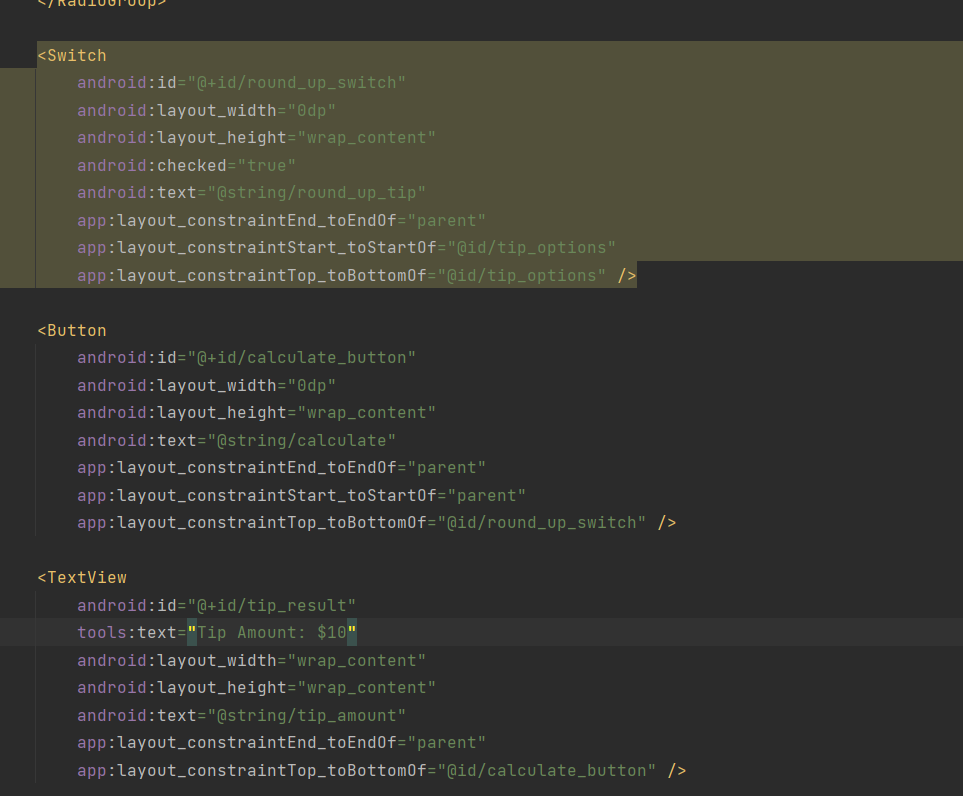 </RadioGroup>
<Switch
android:id="@+id/round_up_switch"
android:layout_width="0dp"
android:layout_height="wrap_content"
android:checked="true"
android:text="@string/round_up_tip"
app:layout_constraintEnd_toEndOf="parent"
app:layout_constraintStart_toStartOf="@id/tip_options"
app:layout_constraintTop_toBottomOf="@id/tip_options" />
<Button
android:id="@+id/calculate_button"
android:layout_width="0dp"
android:layout_height="wrap_content"
android:text="@string/calculate"
app:layout_constraintEnd_toEndOf="parent"
app:layout_constraintStart_toStartOf="parent"
app:layout_constraintTop_toBottomOf="@id/round_up_switch" />
<TextView
android:id="@+id/tip_result"
tools:text="Tip Amount: $10"
android:layout_width="wrap_content"
android:layout_height="wrap_content"
android:text="@string/tip_amount"
app:layout_constraintEnd_toEndOf="parent"
app:layout_constraintTop_toBottomOf="@id/calculate_button" />